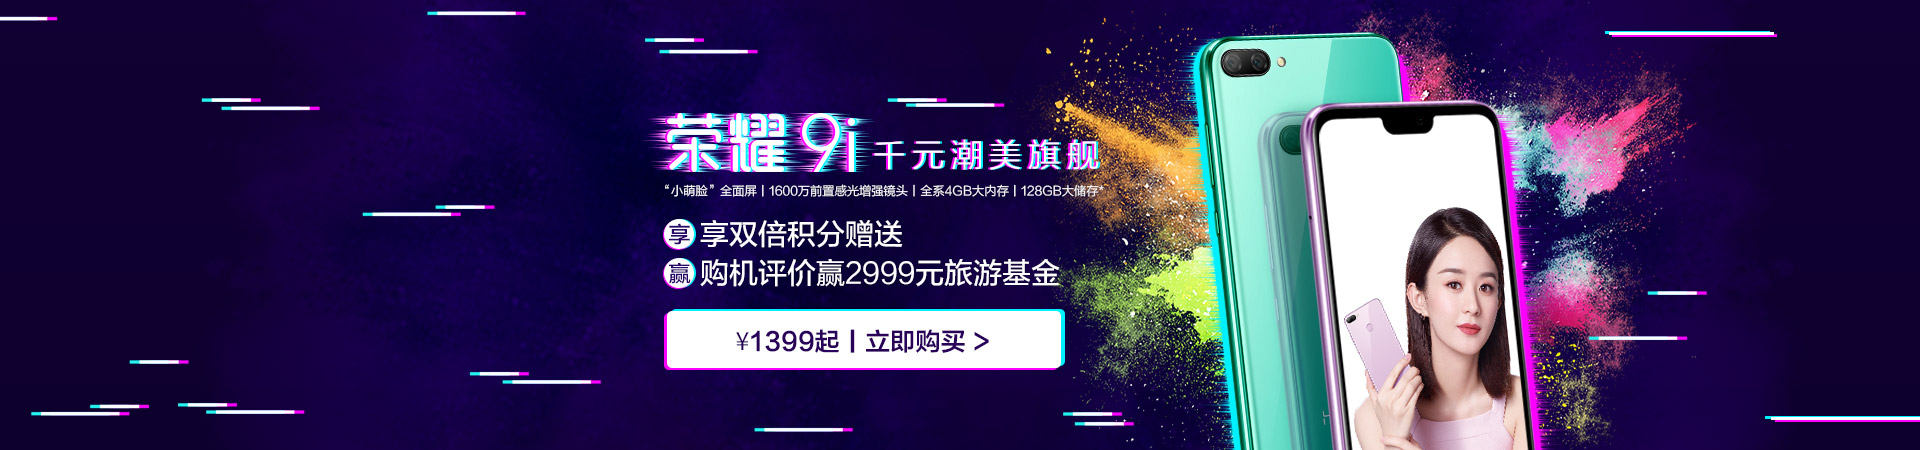 荣耀9i 千元潮美旗舰
“小萌脸”全面屏 | 1600万前置感光增强镜头 | 全系4GB大内存 | 128GB大储存*
享 享双倍积分赠送
赢 购机评价赢2999元旅游基金
¥1399起 | 立即购买 >